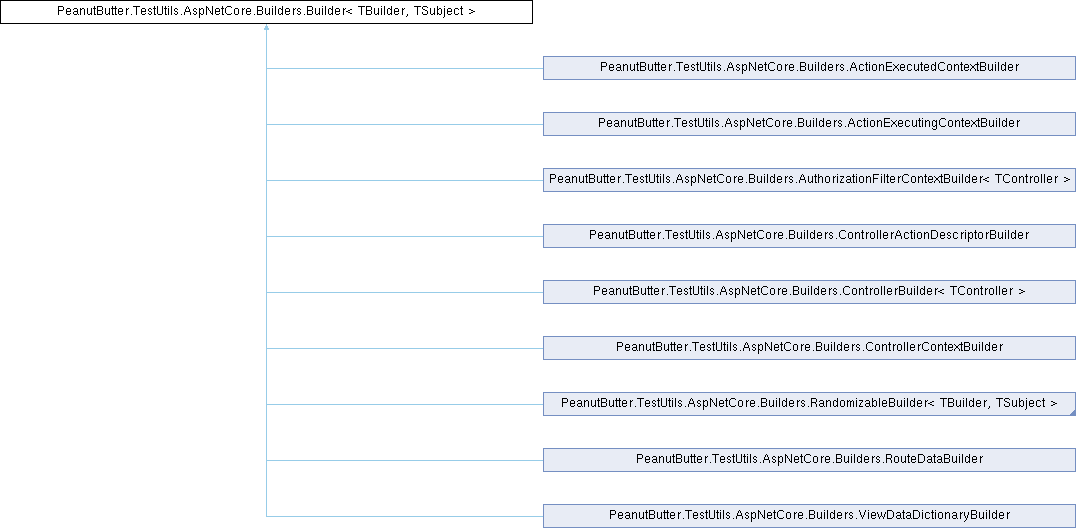 PeanutButter.TestUtils.AspNetCore.Builders.Builder< TBuilder, TSubject >
PeanutButter.TestUtils.AspNetCore.Builders.ActionExecutedContextBuilder
PeanutButter.TestUtils.AspNetCore.Builders.ActionExecutingContextBuilder
PeanutButter.TestUtils.AspNetCore.Builders.AuthorizationFilterContextBuilder< TController >
PeanutButter.TestUtils.AspNetCore.Builders.ControllerActionDescriptorBuilder
PeanutButter.TestUtils.AspNetCore.Builders.ControllerBuilder< TController >
PeanutButter.TestUtils.AspNetCore.Builders.ControllerContextBuilder
PeanutButter.TestUtils.AspNetCore.Builders.RandomizableBuilder< TBuilder, TSubject >
PeanutButter.TestUtils.AspNetCore.Builders.RouteDataBuilder
PeanutButter.TestUtils.AspNetCore.Builders.ViewDataDictionaryBuilder